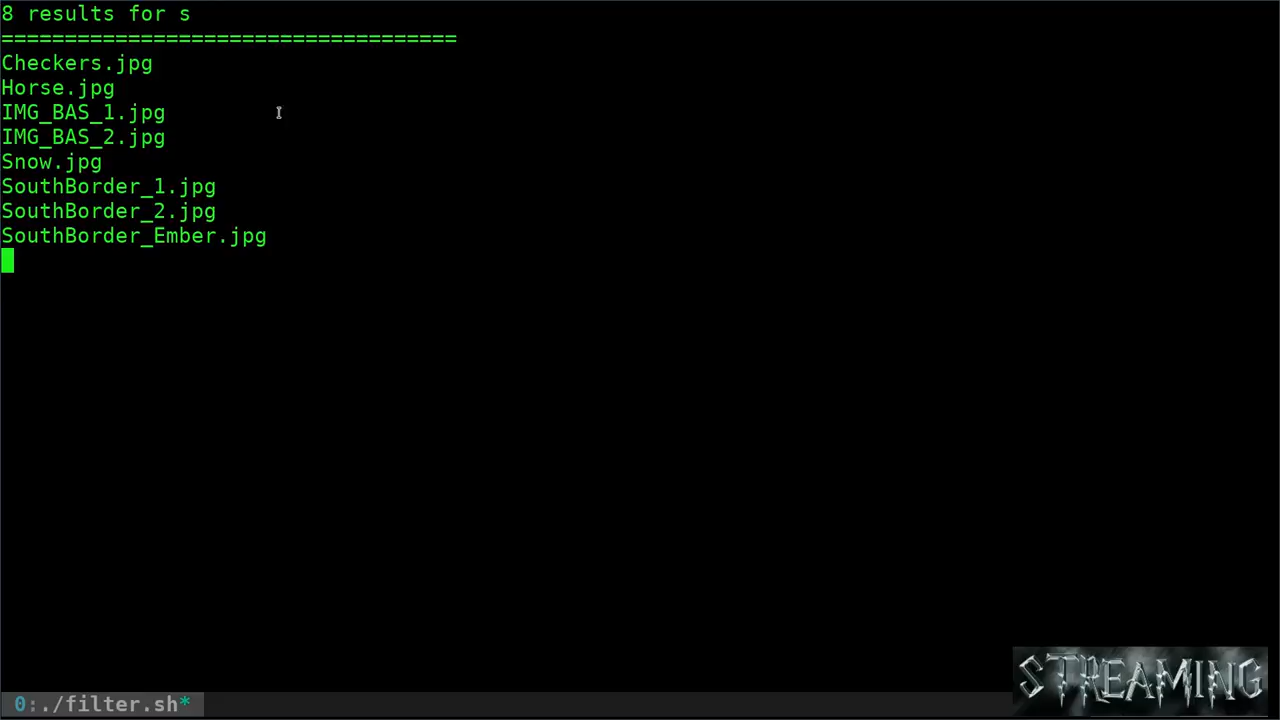 8 results for s
====================================
Checkers.jpg
Horse.jpg
IMG_BAS_1.jpg
IMG_BAS_2.jpg
Snow.jpg
SouthBorder_1.jpg
SouthBorder_2.jpg
SouthBorder_Ember.jpg
STREAMING
0:./filter.sh*